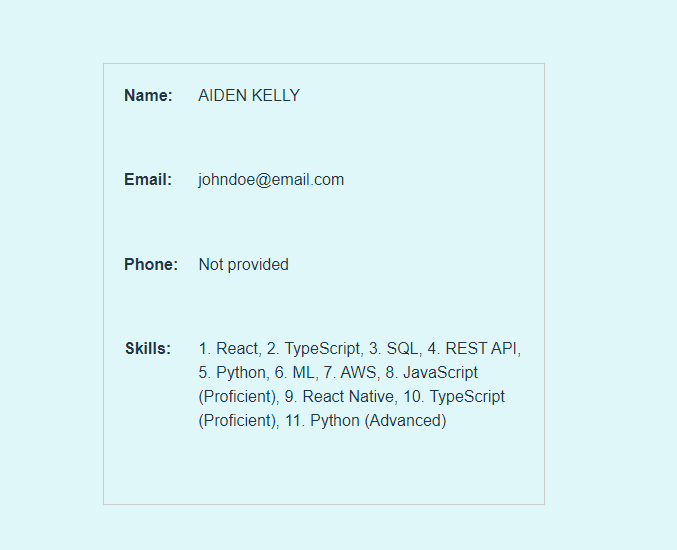 Name: AIDEN KELLY
Email: johndoe@email.com
Phone: Not provided
Skills: 1. React, 2. TypeScript, 3. SQL, 4. REST API,
5. Python, 6. ML, 7. AWS, 8. JavaScript
(Proficient), 9. React Native, 10. TypeScript
(Proficient), 11. Python (Advanced)